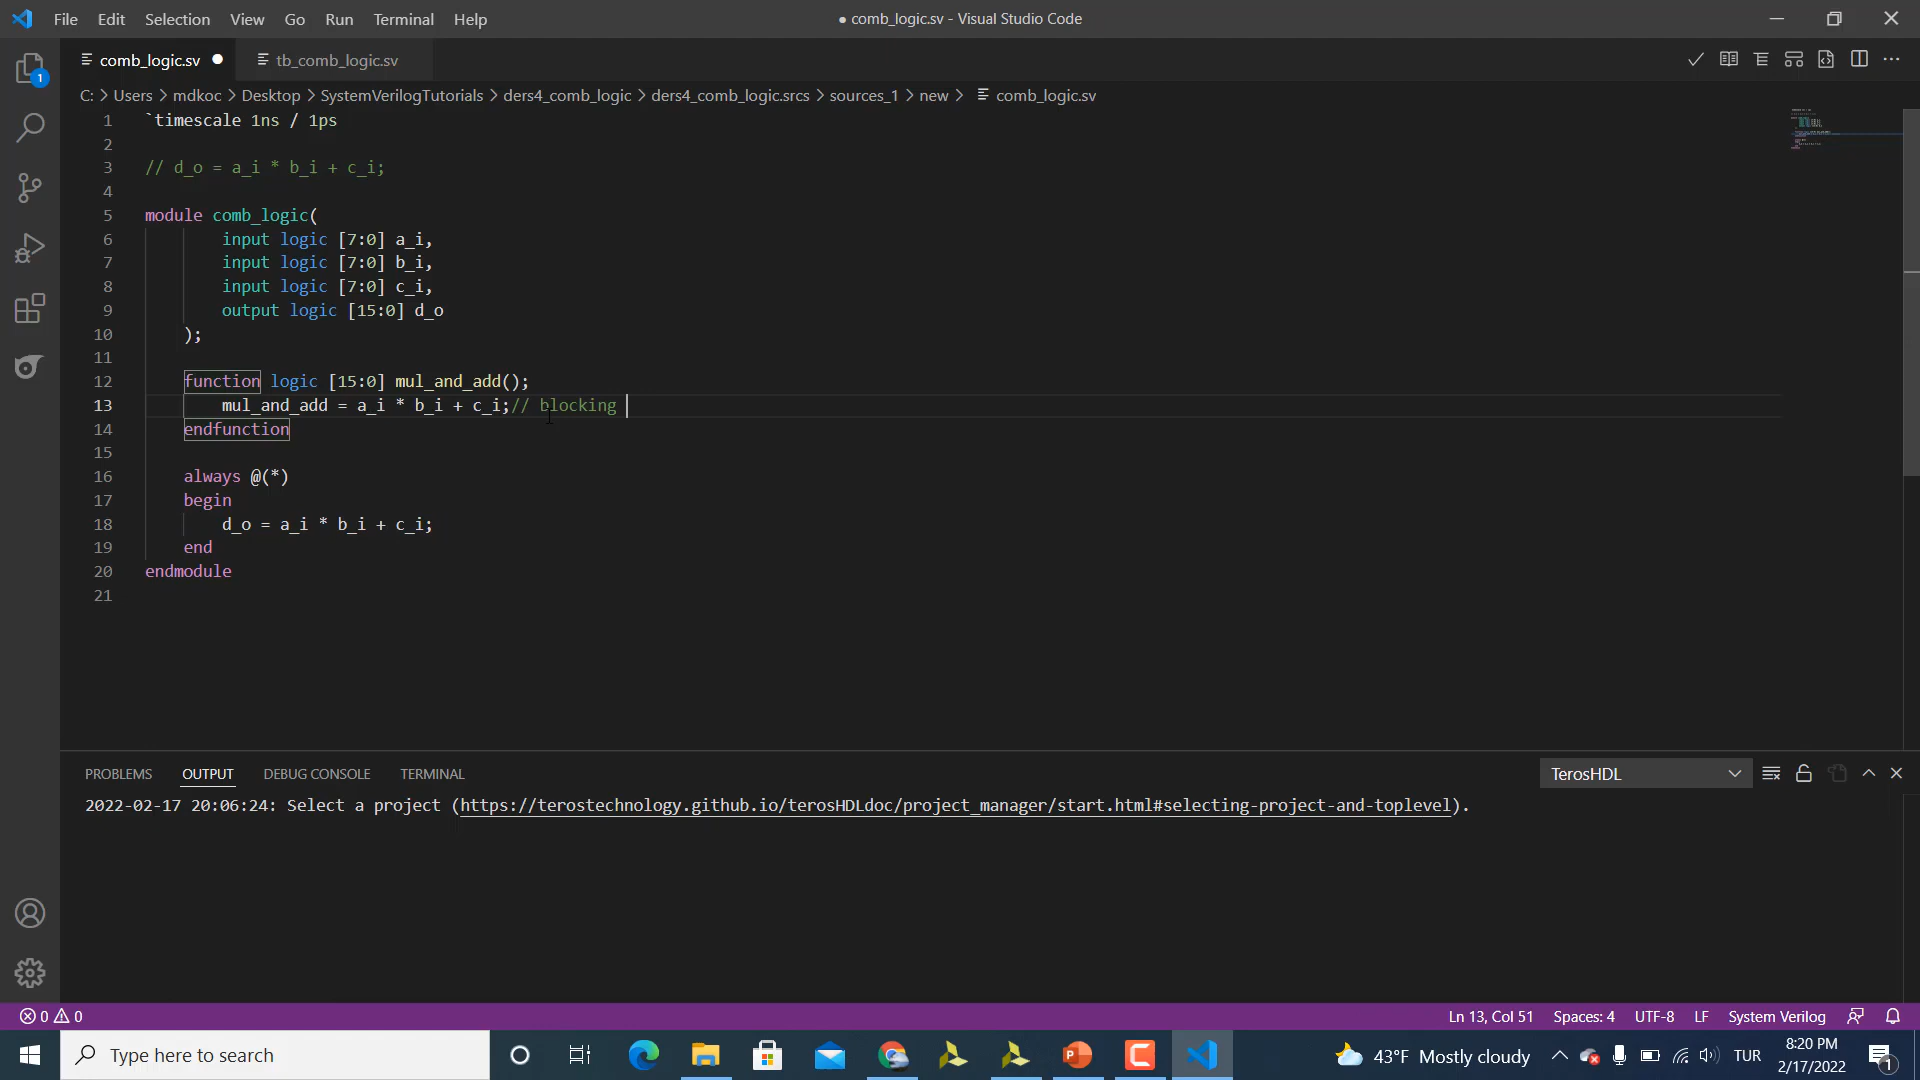 File Edit Selection View Go Run Terminal Help
● comb_logic.sv - Visual Studio Code
comb_logic.sv ●
tb_comb_logic.sv
C: > Users > mdkoc > Desktop > SystemVerilogTutorials > ders4_comb_logic > ders4_comb_logic.srcs > sources_1 > new > comb_logic.sv
1 `timescale 1ns / 1ps
2
3 // d_o = a_i * b_i + c_i;
4
5 module comb_logic(
6 input logic [7:0] a_i,
7 input logic [7:0] b_i,
8 input logic [7:0] c_i,
9 output logic [15:0] d_o
10 );
11
12 function logic [15:0] mul_and_add();
13 mul_and_add = a_i * b_i + c_i;// blocking
14 endfunction
15
16 always @(*)
17 begin
18 d_o = a_i * b_i + c_i;
19 end
20 endmodule
21
1
PROBLEMS OUTPUT DEBUG CONSOLE TERMINAL
TerosHDL
2022-02-17 20:06:24: Select a project (https://terostechnology.github.io/terosHDLdoc/project_manager/start.html#selecting-project-and-toplevel).
0 0
Ln 13, Col 51 Spaces: 4 UTF-8 LF System Verilog
Type here to search
43°F Mostly cloudy
TUR
8:20 PM
2/17/2022
1